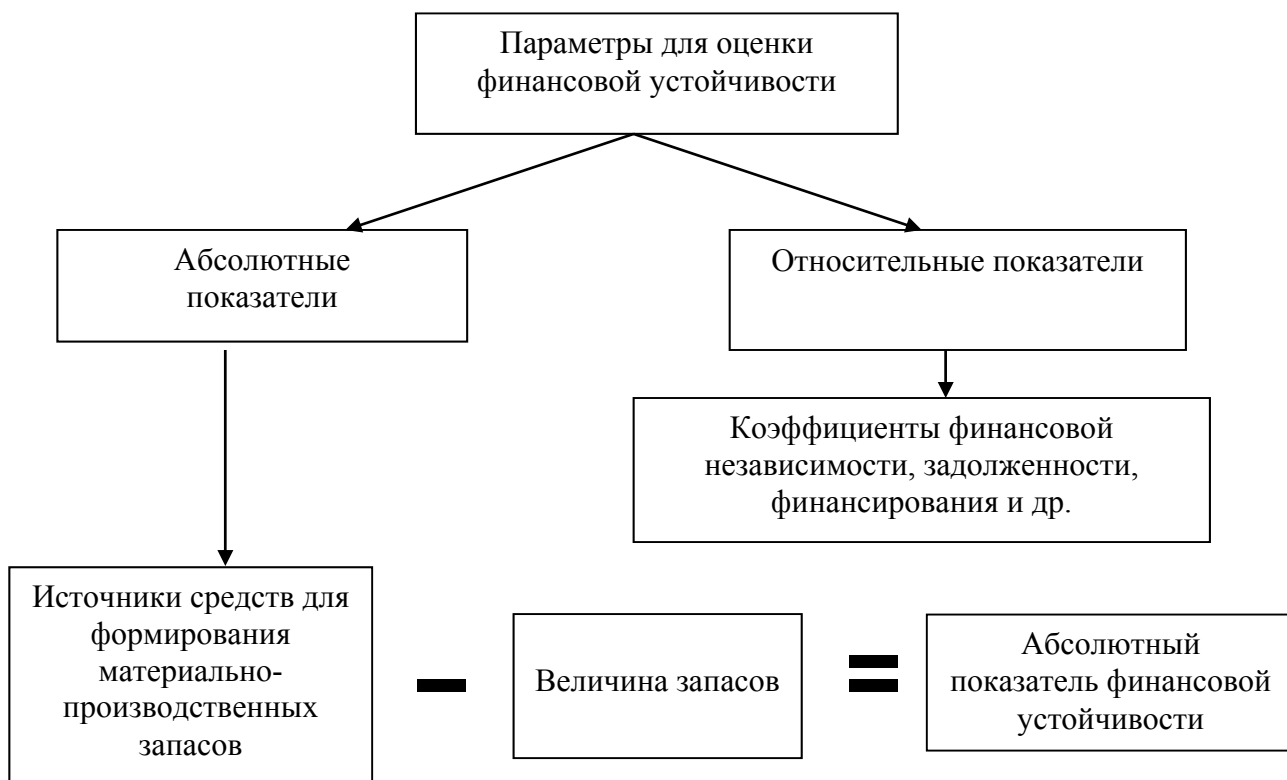 Параметры для оценки
финансовой устойчивости
Абсолютные
показатели
Относительные показатели
Коэффициенты финансовой
независимости, задолженности,
финансирования и др.
Источники средств для
формирования
материально-
производственных
запасов
Величина запасов
Абсолютный
показатель финансовой
устойчивости